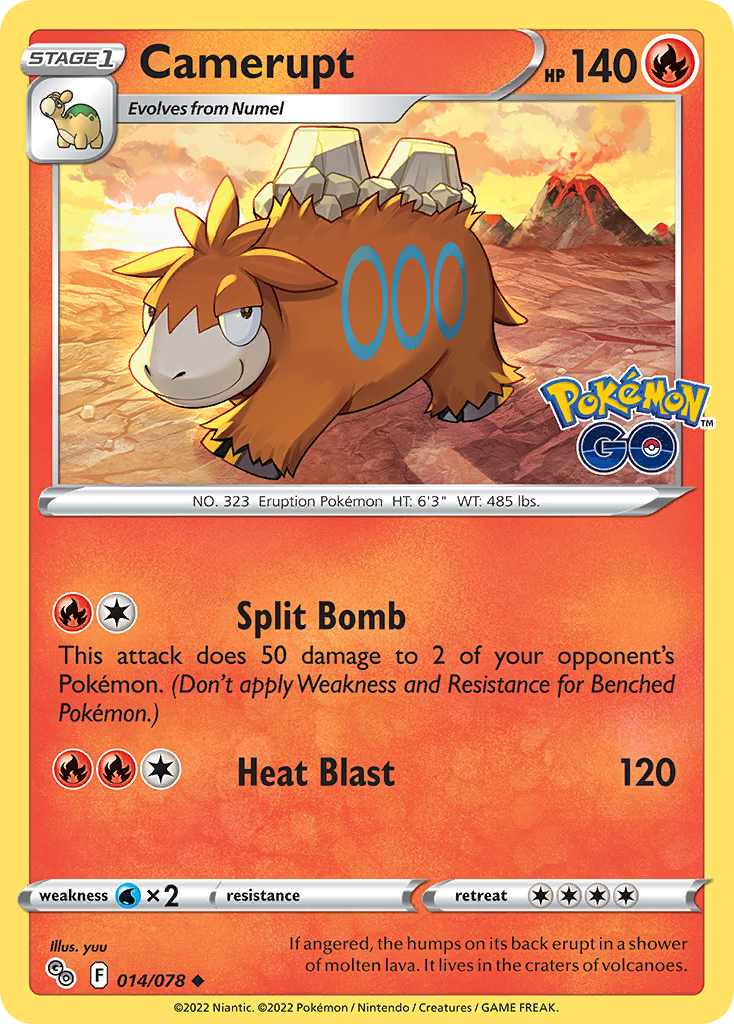 STAGE1
Camerupt
HP 140
Evolves from Numel
Pokémon™
GO
NO. 323 Eruption Pokémon HT: 6'3" WT: 485 lbs.
Split Bomb
This attack does 50 damage to 2 of your opponent's
Pokémon. (Don't apply Weakness and Resistance for Benched
Pokémon.)
Heat Blast 120
weakness ×2 resistance retreat
Illus. yuu
If angered, the humps on its back erupt in a shower
of molten lava. It lives in the craters of volcanoes.
GO F 014/078
©2022 Niantic. ©2022 Pokémon / Nintendo / Creatures / GAME FREAK.